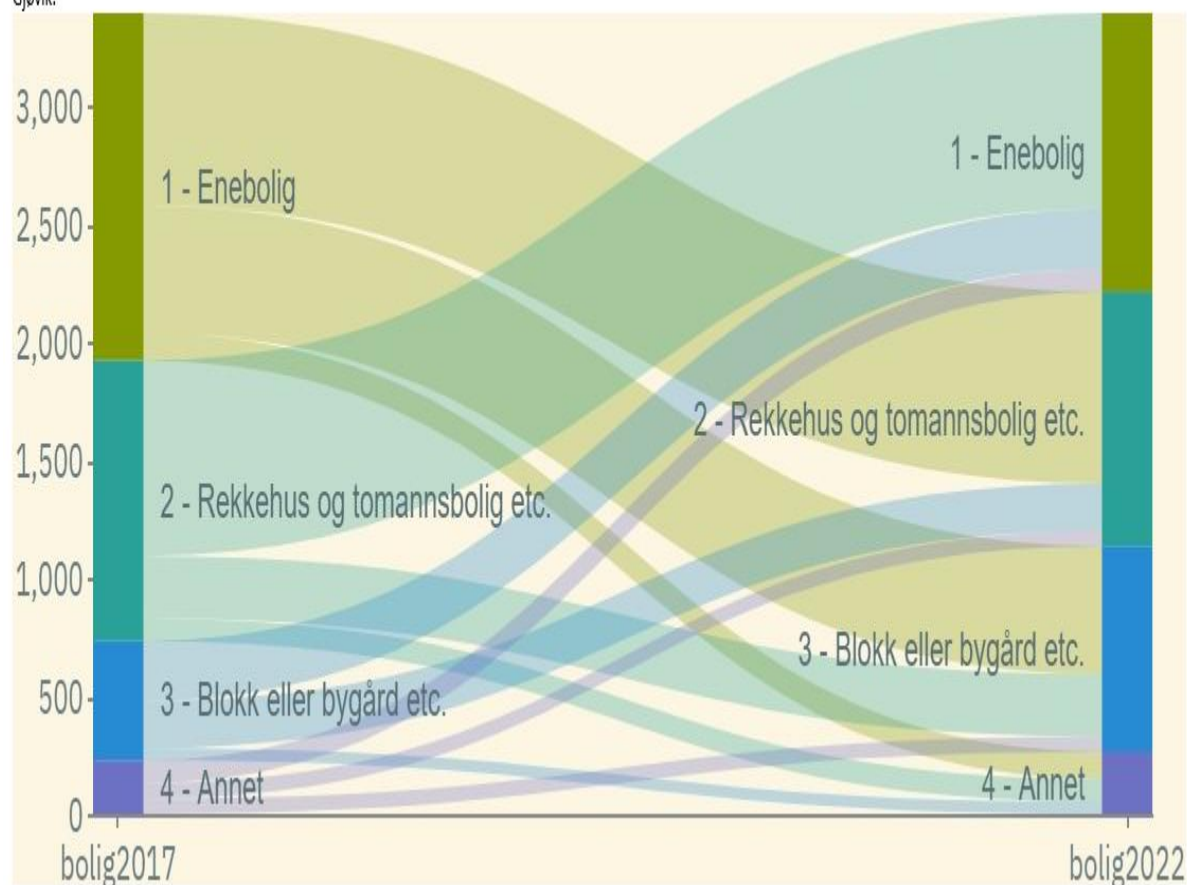 Gjøvik.
3,000
2,500
2,000
1,500
1,000
500
0
1 - Enebolig
2 - Rekkehus og tomannsbolig etc.
3 - Blokk eller bygård etc.
4 - Annet
1 - Enebolig
2 - Rekkehus og tomannsbolig etc.
3 - Blokk eller bygård etc.
4 - Annet
bolig2017
bolig2022